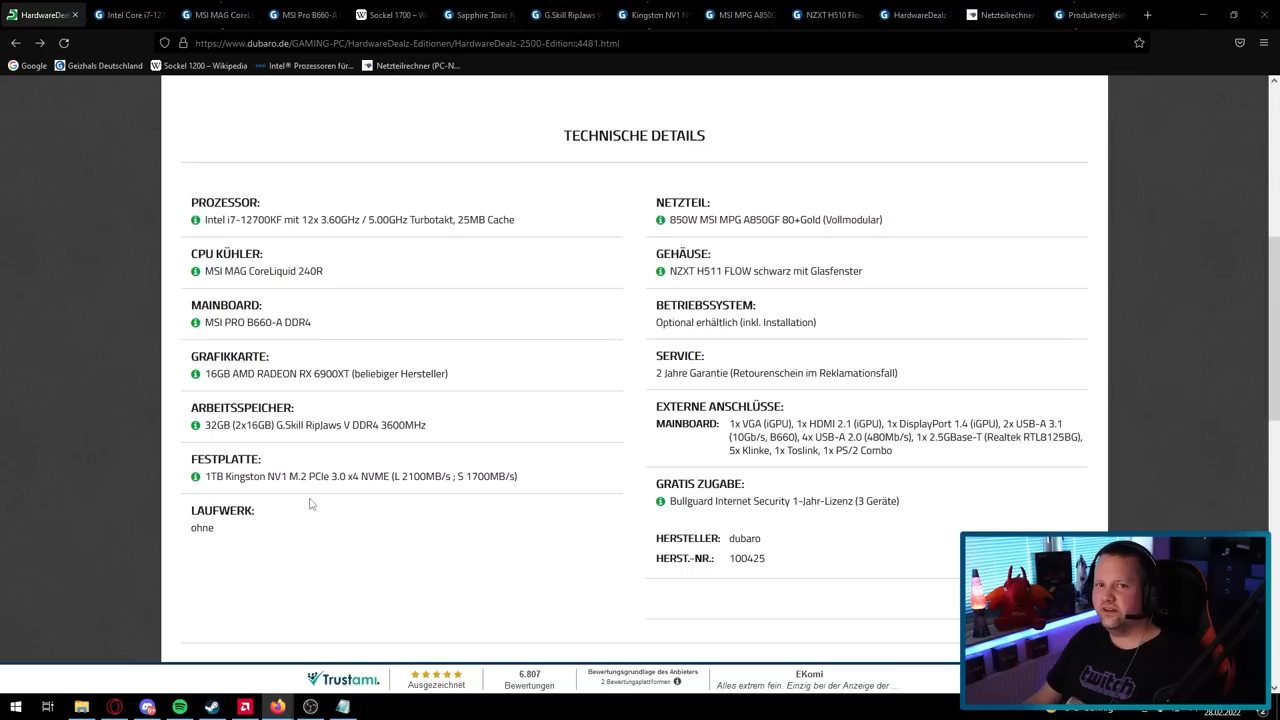 HardwareDeal
Intel Core i7-127
MSI MAG CoreL
MSI Pro B660-A
Sockel 1700 – W
Sapphire Toxic
G.Skill RipJaws
Kingston NV1 N
MSI MPG A850G
NZXT H510 Flow
HardwareDealz
Netzteilrechner
Produktvergleic
https://www.dubaro.de/GAMING-PC/HardwareDealz-Editionen/HardwareDealz-2500-Edition::4481.html
Google
Geizhals Deutschland
Sockel 1200 – Wikipedia
Intel® Prozessoren für...
Netzteilrechner (PC-N...
TECHNISCHE DETAILS
PROZESSOR:
Intel i7-12700KF mit 12x 3.60GHz / 5.00GHz Turbotakt, 25MB Cache
CPU KÜHLER:
MSI MAG CoreLiquid 240R
MAINBOARD:
MSI PRO B660-A DDR4
GRAFIKKARTE:
16GB AMD RADEON RX 6900XT (beliebiger Hersteller)
ARBEITSSPEICHER:
32GB (2x16GB) G.Skill RipJaws V DDR4 3600MHz
FESTPLATTE:
1TB Kingston NV1 M.2 PCIe 3.0 x4 NVME (L 2100MB/s ; S 1700MB/s)
LAUFWERK:
ohne
NETZTEIL:
850W MSI MPG A850GF 80+Gold (Vollmodular)
GEHÄUSE:
NZXT H511 FLOW schwarz mit Glasfenster
BETRIEBSSYSTEM:
Optional erhältlich (inkl. Installation)
SERVICE:
2 Jahre Garantie (Retourenschein im Reklamationsfall)
EXTERNE ANSCHLÜSSE:
MAINBOARD: 1x VGA (iGPU), 1x HDMI 2.1 (iGPU), 1x DisplayPort 1.4 (iGPU), 2x USB-A 3.1
(10Gb/s, B660), 4x USB-A 2.0 (480Mb/s), 1x 2.5GBase-T (Realtek RTL8125BG),
5x Klinke, 1x Toslink, 1x PS/2 Combo
GRATIS ZUGABE:
Bullguard Internet Security 1-Jahr-Lizenz (3 Geräte)
HERSTELLER: dubaro
HERST.-NR.: 100425
Trustami.
Ausgezeichnet
6.807
Bewertungen
Bewertungsgrundlage des Anbieters
2 Bewertungsplattformen
EKomi
Alles extrem fein. Einzig bei der Anzeige der ...
twitch
28.02.2022